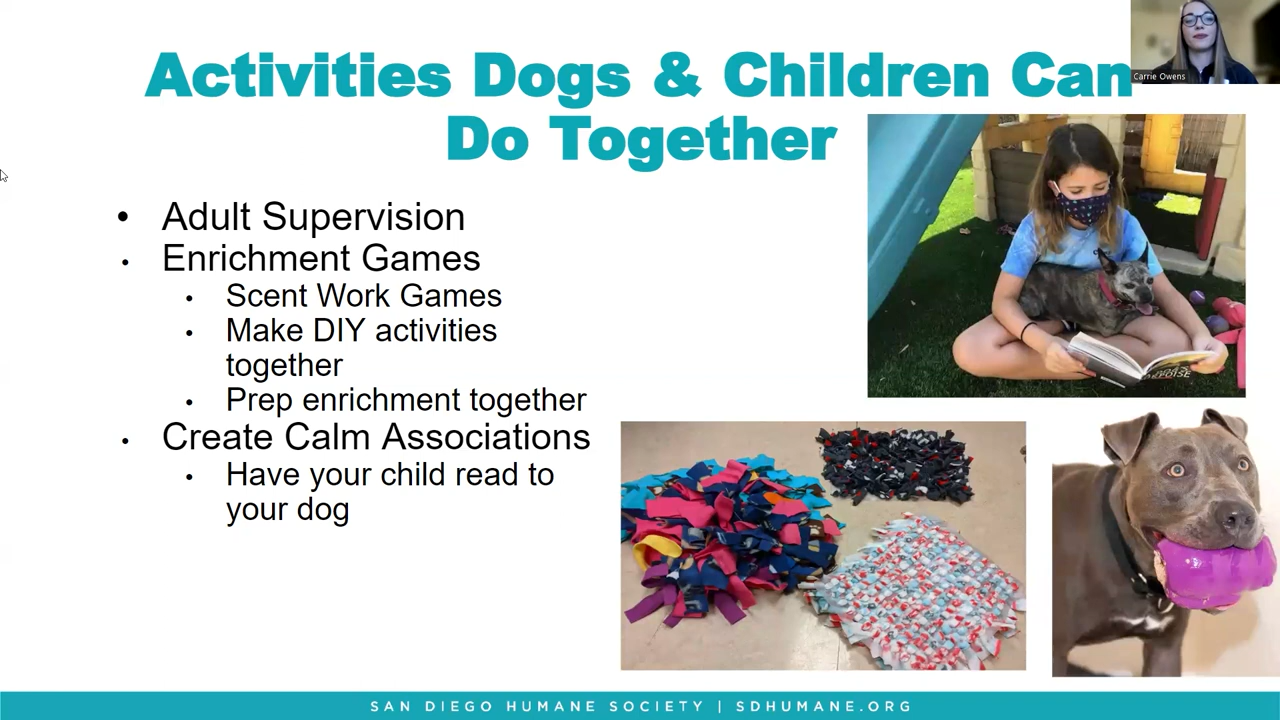 Activities Dogs & Children Can
Do Together
Carrie Owens
• Adult Supervision
• Enrichment Games
• Scent Work Games
• Make DIY activities
together
• Prep enrichment together
• Create Calm Associations
• Have your child read to
your dog
SAN DIEGO HUMANE SOCIETY | SDHUMANE.ORG